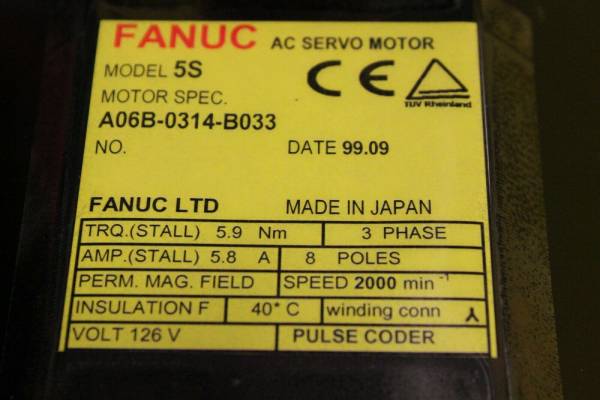 FANUC AC SERVO MOTOR
MODEL 5S
CE
MOTOR SPEC.
TUV Rheinland
A06B-0314-B033
NO. DATE 99.09
FANUC LTD MADE IN JAPAN
TRQ.(STALL) 5.9 Nm 3 PHASE
AMP.(STALL) 5.8 A 8 POLES
PERM. MAG. FIELD SPEED 2000 min⁻¹
INSULATION F 40° C winding conn
VOLT 126 V PULSE CODER